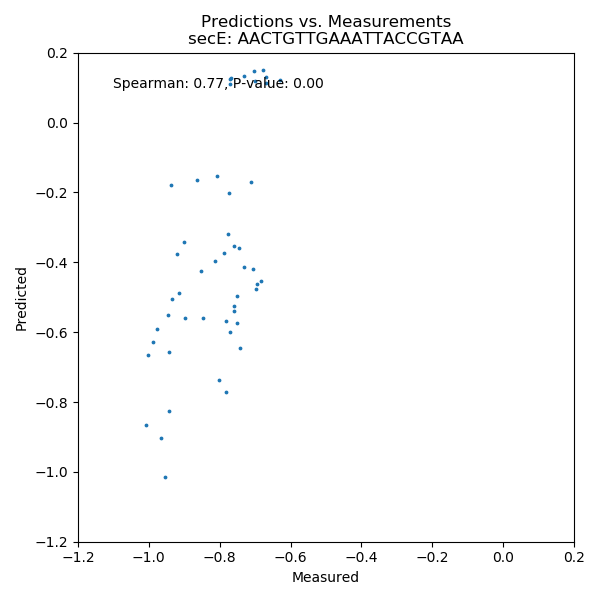 Predictions vs. Measurements
secE: AACTGTTGAAATTACCGTAA
Spearman: 0.77, P-value: 0.00
0.2
0.0
−0.2
−0.4
−0.6
−0.8
−1.0
−1.2
Predicted
−1.2 −1.0 −0.8 −0.6 −0.4 −0.2 0.0 0.2
Measured